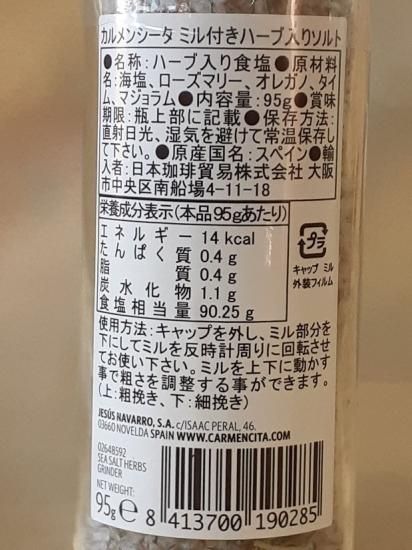 カルメンシータ ミル付きハーブ入りソルト
●名称:ハーブ入り食塩●原材料
名:海塩、ローズマリー、オレガノ、タイ
ム、マジョラム●内容量:95g●賞味
期限:瓶上部に記載●保存方法:
直射日光、湿気を避けて常温保存し
て下さい。●原産国名:スペイン●輸
入者:日本珈琲貿易株式会社 大阪
市中央区南船場4-11-18
栄養成分表示(本品95gあたり)
エネルギー 14 kcal
たんぱく質 0.4 g
脂質 0.4 g
炭水化物 1.1 g
食塩相当量 90.25 g
プラ
キャップ ミル
外装フィルム
使用方法:キャップを外し、ミル部分を
下にしてミルを反時計周りに回転させ
てお使い下さい。ミルを上下に動かす
事で粗さを調整する事ができます。
(上:粗挽き、下:細挽き)
JESÚS NAVARRO, S.A. c/ISAAC PERAL, 46.
03660 NOVELDA SPAIN WWW.CARMENCITA.COM
02648592
SEA SALT HERBS
GRINDER
NET WEIGHT:
95g e
8 413700 190285